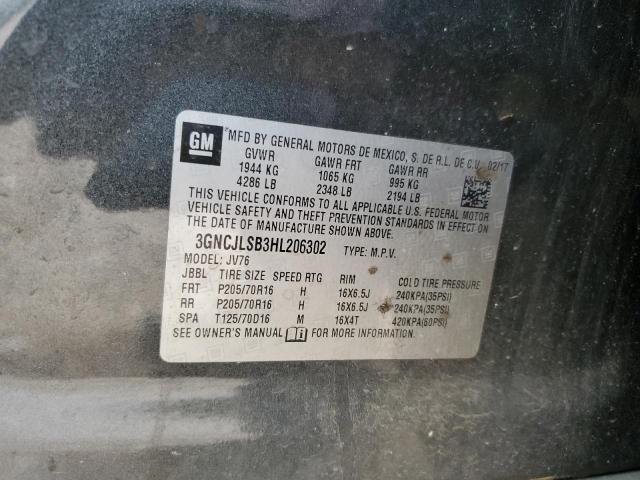 GM
MFD BY GENERAL MOTORS DE MEXICO, S. DE R.L. DE C.V. 02/17
GVWR GAWR FRT GAWR RR
1944 KG 1065 KG 995 KG
4286 LB 2348 LB 2194 LB
THIS VEHICLE CONFORMS TO ALL APPLICABLE U.S. FEDERAL MOTOR
VEHICLE SAFETY AND THEFT PREVENTION STANDARDS IN EFFECT ON
THE DATE OF MANUFACTURE SHOWN ABOVE.
3GNCJLSB3HL206302 TYPE: M.P.V.
MODEL: JV76
JBBL TIRE SIZE SPEED RTG RIM COLD TIRE PRESSURE
FRT P205/70R16 H 16X6.5J 240KPA(35PSI)
RR P205/70R16 H 16X6.5J 240KPA(35PSI)
SPA T125/70D16 M 16X4T 420KPA(60PSI)
SEE OWNER'S MANUAL FOR ADDITIONAL INFORMATION.